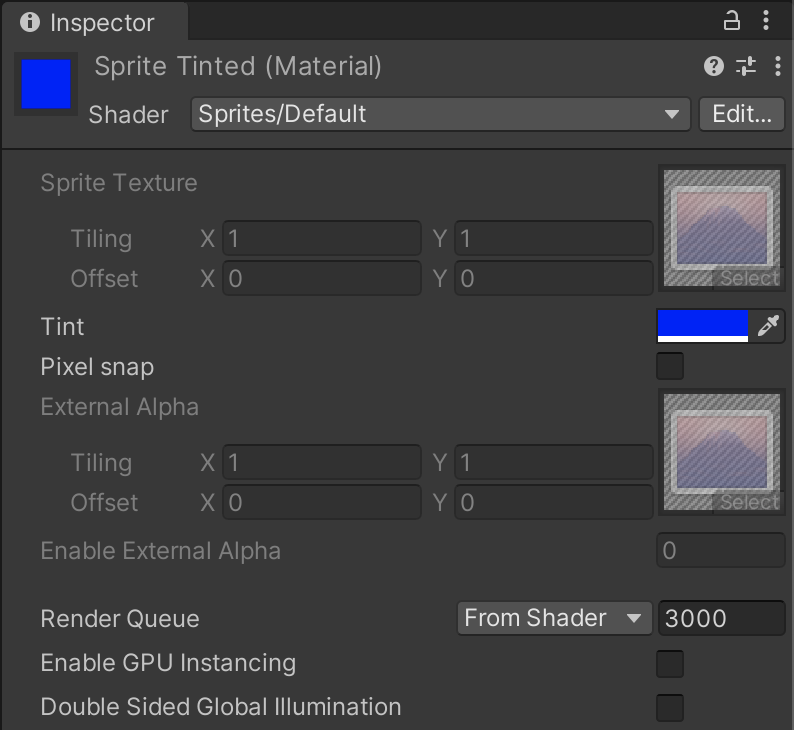 Inspector
Sprite Tinted (Material)
Shader Sprites/Default Edit...
Sprite Texture
Tiling X 1 Y 1
Offset X 0 Y 0
Select
Tint
Pixel snap
External Alpha
Tiling X 1 Y 1
Offset X 0 Y 0
Select
Enable External Alpha 0
Render Queue From Shader 3000
Enable GPU Instancing
Double Sided Global Illumination